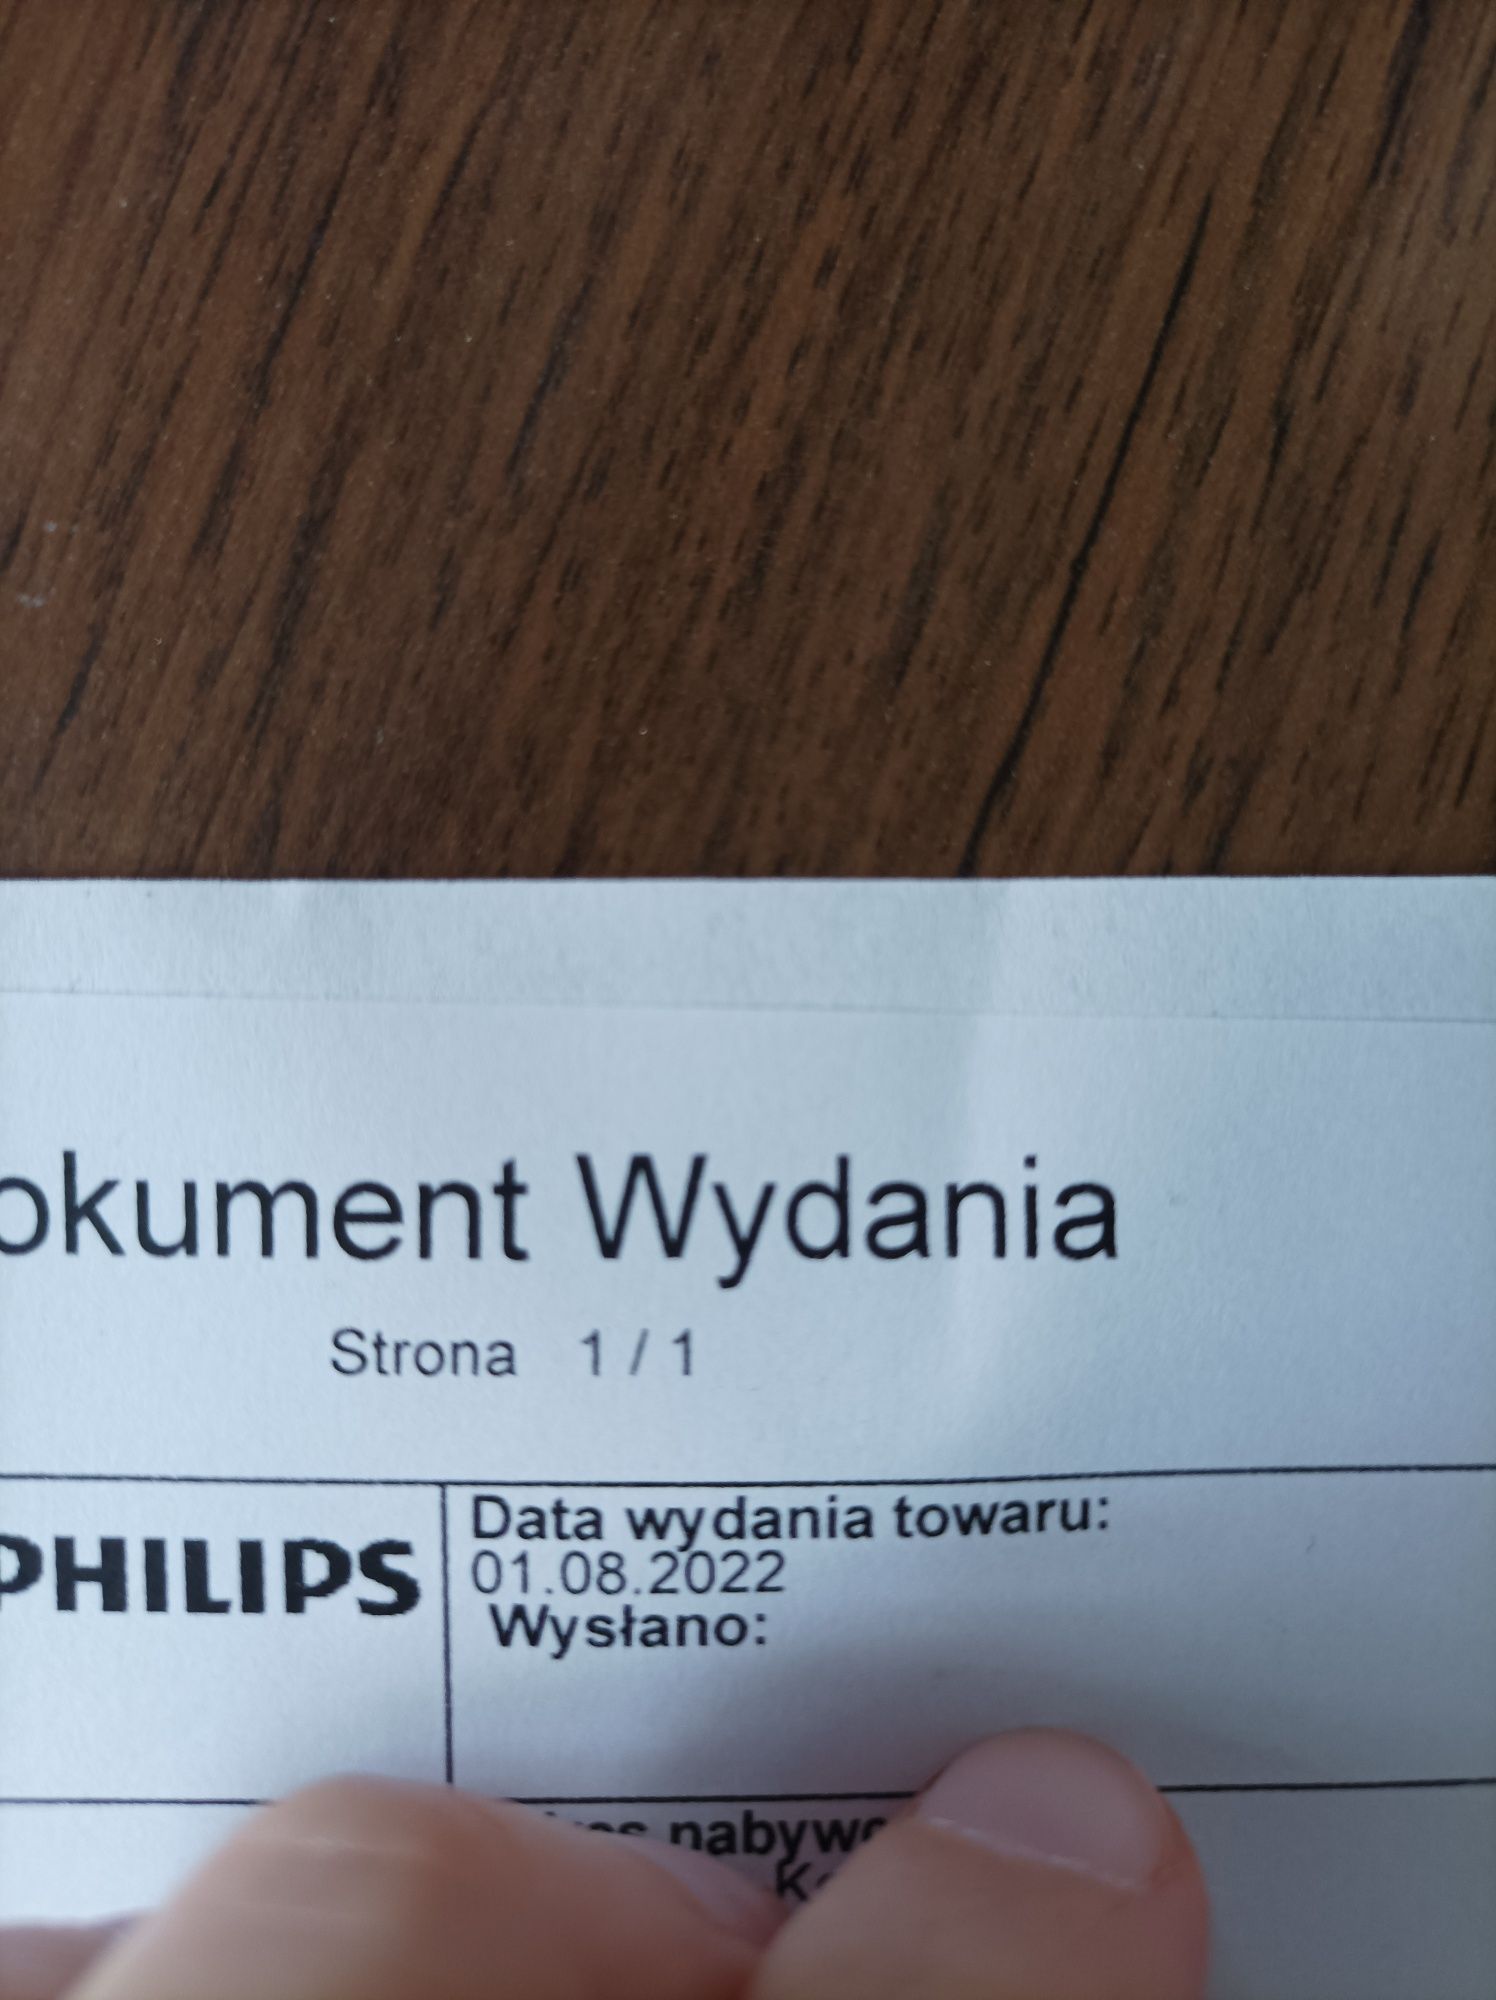 okument Wydania
Strona 1 / 1
PHILIPS
Data wydania towaru:
01.08.2022
Wysłano: